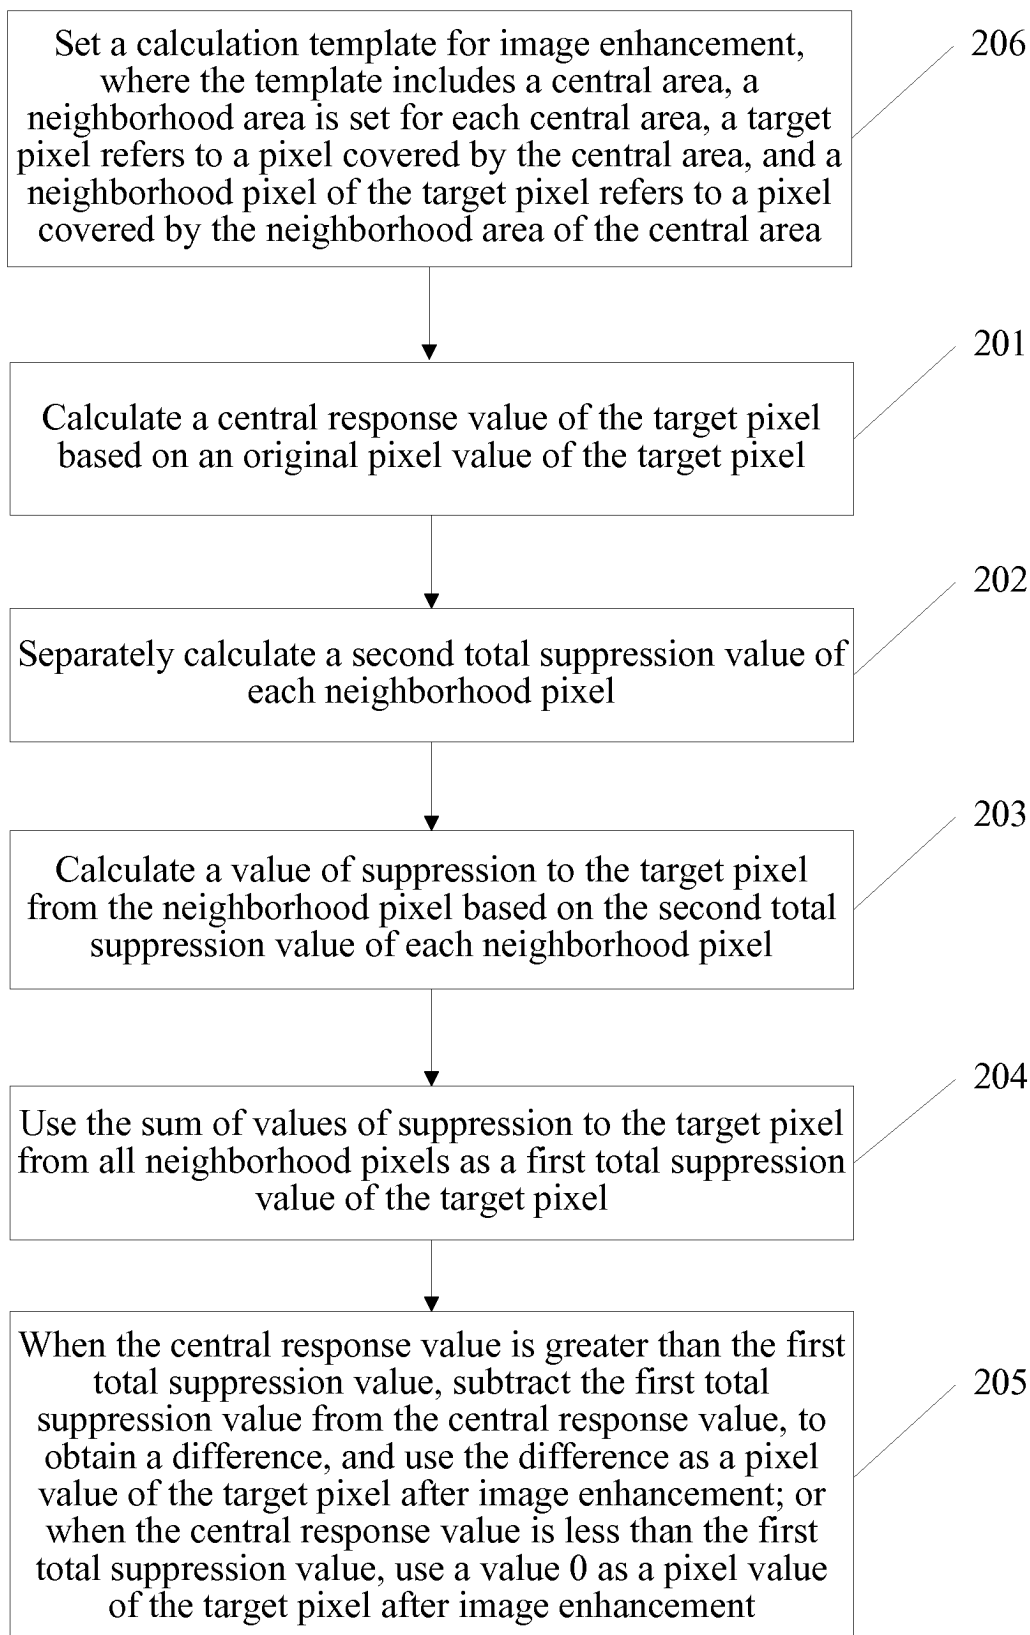 Set a calculation template for image enhancement,
where the template includes a central area, a
neighborhood area is set for each central area, a target
pixel refers to a pixel covered by the central area, and a
neighborhood pixel of the target pixel refers to a pixel
covered by the neighborhood area of the central area
206
Calculate a central response value of the target pixel
based on an original pixel value of the target pixel
201
Separately calculate a second total suppression value of
each neighborhood pixel
202
Calculate a value of suppression to the target pixel
from the neighborhood pixel based on the second total
suppression value of each neighborhood pixel
203
Use the sum of values of suppression to the target pixel
from all neighborhood pixels as a first total suppression
value of the target pixel
204
When the central response value is greater than the first
total suppression value, subtract the first total
suppression value from the central response value, to
obtain a difference, and use the difference as a pixel
value of the target pixel after image enhancement; or
when the central response value is less than the first
total suppression value, use a value 0 as a pixel value
of the target pixel after image enhancement
205